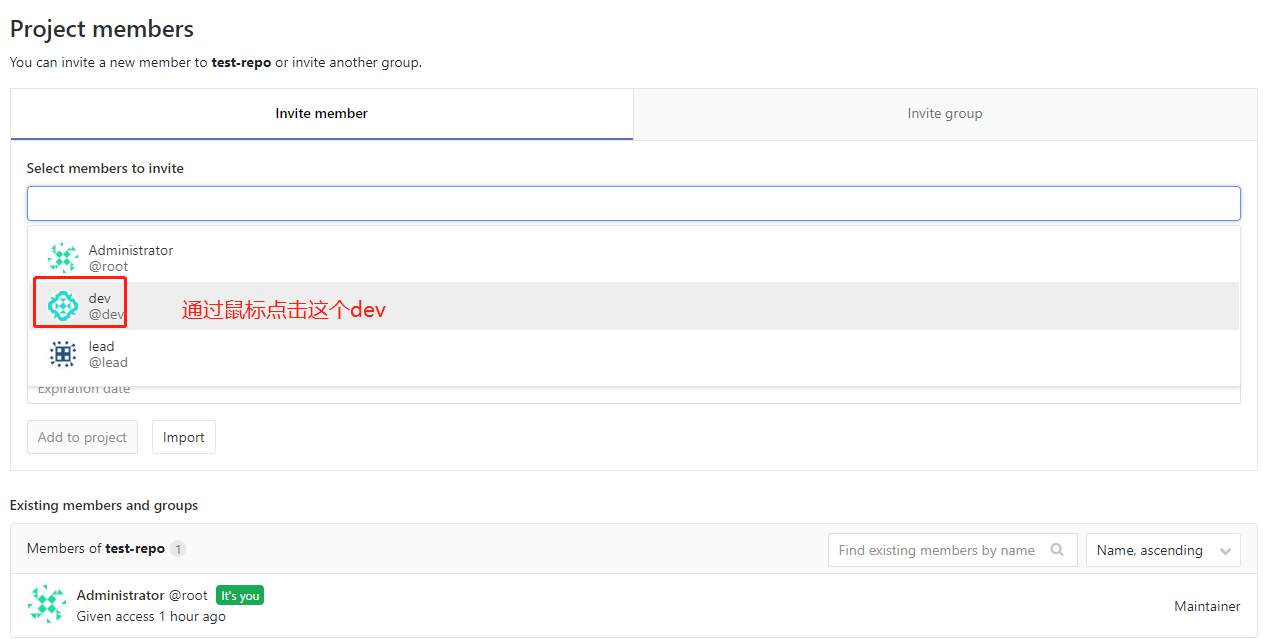 Project members
You can invite a new member to test-repo or invite another group.
Invite member
Invite group
Select members to invite
Administrator
@root
dev
@dev
通过鼠标点击这个dev
lead
@lead
Expiration date
Add to project
Import
Existing members and groups
Members of test-repo 1
Find existing members by name
Name, ascending
Administrator @root It's you
Given access 1 hour ago
Maintainer